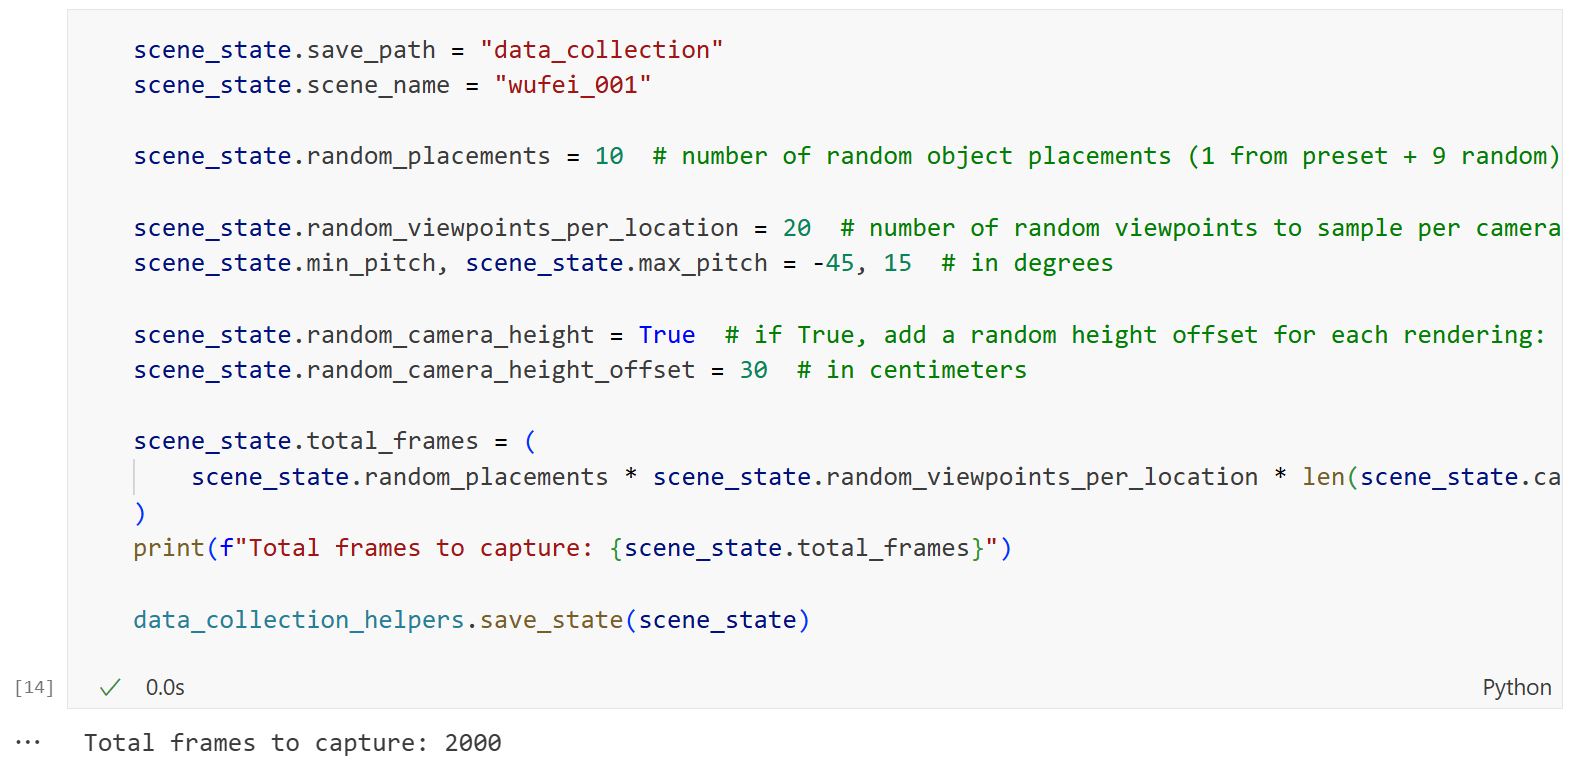 scene_state.save_path = "data_collection"
scene_state.scene_name = "wufei_001"
scene_state.random_placements = 10  # number of random object placements (1 from preset + 9 random)
scene_state.random_viewpoints_per_location = 20  # number of random viewpoints to sample per camera
scene_state.min_pitch, scene_state.max_pitch = -45, 15  # in degrees
scene_state.random_camera_height = True  # if True, add a random height offset for each rendering:
scene_state.random_camera_height_offset = 30  # in centimeters
scene_state.total_frames = (
    scene_state.random_placements * scene_state.random_viewpoints_per_location * len(scene_state.ca
)
print(f"Total frames to capture: {scene_state.total_frames}")
data_collection_helpers.save_state(scene_state)
[14] ✓ 0.0s Python
··· Total frames to capture: 2000